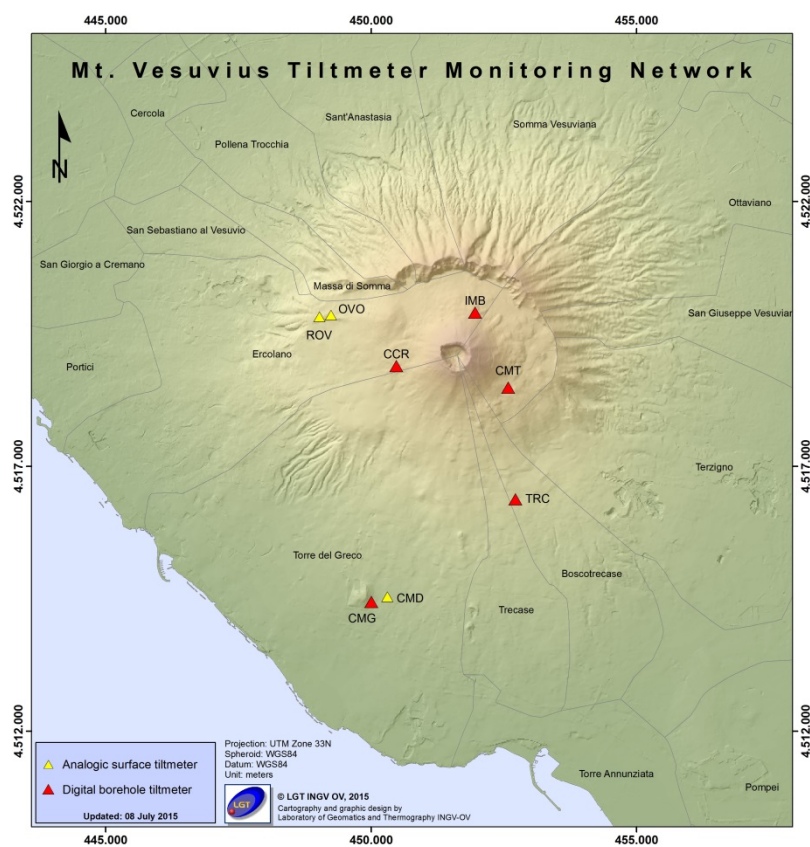 445.000 450.000 455.000
Mt. Vesuvius Tiltmeter Monitoring Network
N
Cercola
Sant'Anastasia
Somma Vesuviana
Pollena Trocchia
4.522.000
4.522.000
Ottaviano
San Sebastiano al Vesuvio
San Giorgio a Cremano
Massa di Somma
IMB
OVO
San Giuseppe Vesuvian
ROV
Ercolano
CCR
Portici
CMT
4.517.000
4.517.000
Terzigno
TRC
Torre del Greco
Boscotrecase
CMD
CMG
Trecase
4.512.000
4.512.000
Torre Annunziata
Pompei
Analogic surface tiltmeter
Digital borehole tiltmeter
Updated: 08 July 2015
Projection: UTM Zone 33N
Spheroid: WGS84
Datum: WGS84
Unit: meters
LGT
© LGT INGV OV, 2015
Cartography and graphic design by
Laboratory of Geomatics and Thermography INGV-OV
445.000 450.000 455.000